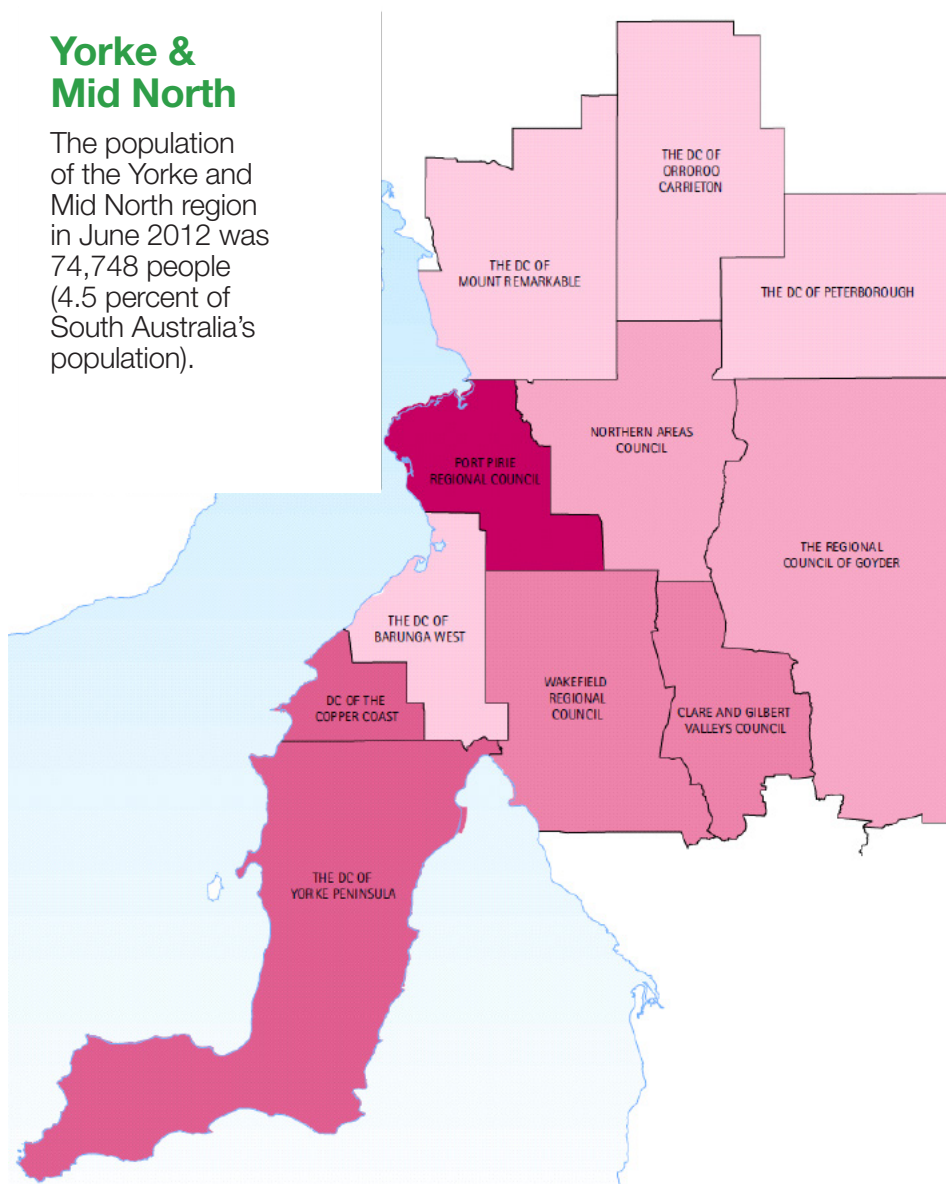 Yorke &
Mid North
The population
of the Yorke and
Mid North region
in June 2012 was
74,748 people
(4.5 percent of
South Australia's
population).
THE DC OF
ORROROO
CARRIETON
THE DC OF
MOUNT REMARKABLE
THE DC OF PETERBOROUGH
NORTHERN AREAS
COUNCIL
PORT PIRIE
REGIONAL COUNCIL
THE REGIONAL
COUNCIL OF GOYDER
THE DC OF
BARUNGA WEST
WAKEFIELD
REGIONAL
COUNCIL
DC OF THE
COPPER COAST
CLARE AND GILBERT
VALLEYS COUNCIL
THE DC OF
YORKE PENINSULA